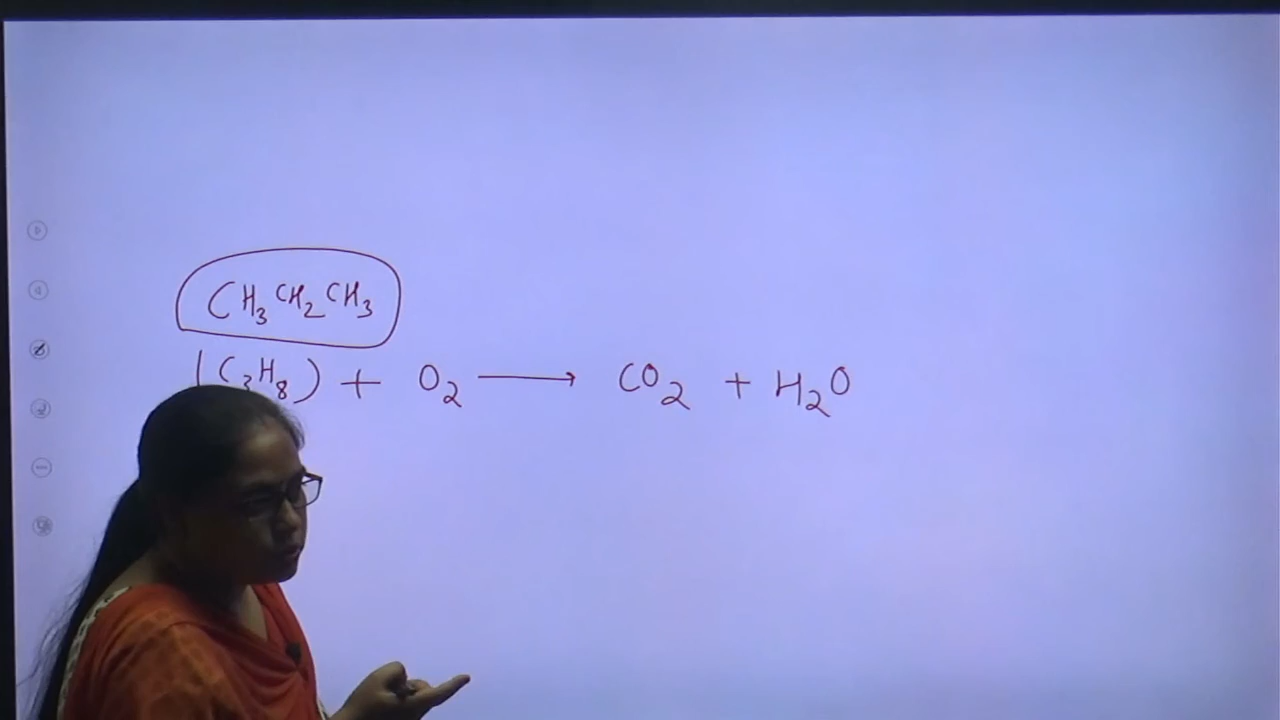 CH₃CH₂CH₃
(C₃H₈) + O₂ ⟶ CO₂ + H₂O